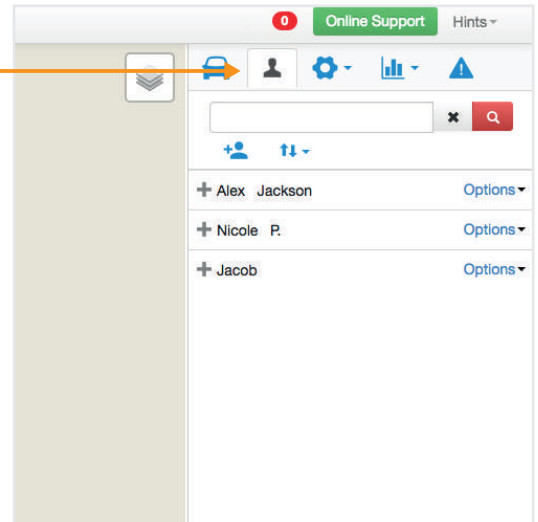 0 Online Support Hints
Alex Jackson Options
Nicole P. Options
Jacob Options